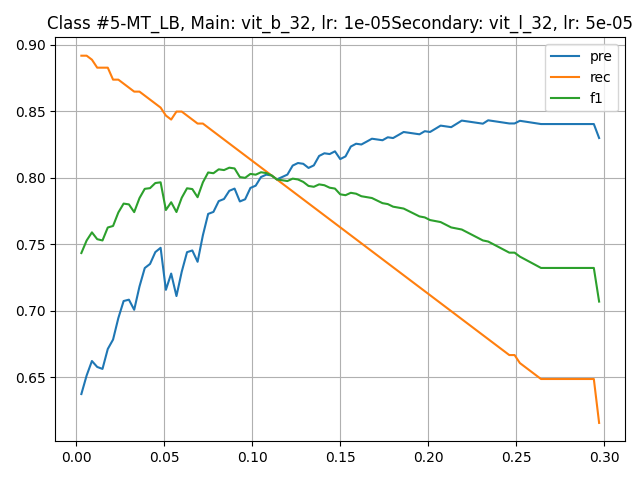 Class #5-MT_LB, Main: vit_b_32, lr: 1e-05Secondary: vit_l_32, lr: 5e-05
0.90
0.85
0.80
0.75
0.70
0.65
pre
rec
f1
0.00 0.05 0.10 0.15 0.20 0.25 0.30